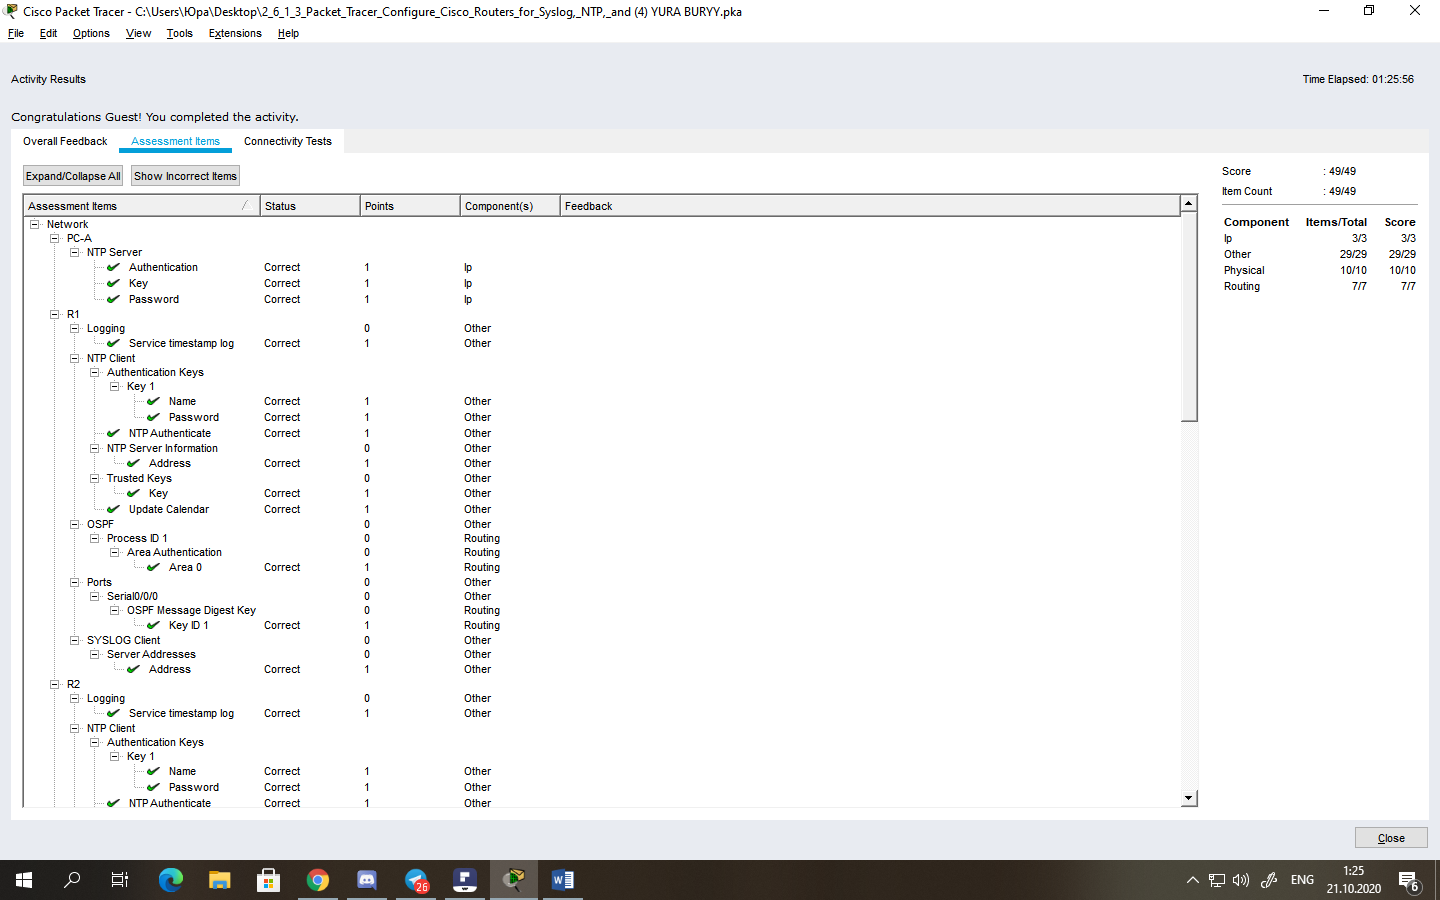 Cisco Packet Tracer - C:\Users\Юра\Desktop\2_6_1_3_Packet_Tracer_Configure_Cisco_Routers_for_Syslog,_NTP,_and (4) YURA BURYY.pka
File Edit Options View Tools Extensions Help
Activity Results
Time Elapsed: 01:25:56
Congratulations Guest! You completed the activity.
Overall Feedback Assessment Items Connectivity Tests
Expand/Collapse All Show Incorrect Items
Assessment Items Status Points Component(s) Feedback
Network
PC-A
NTP Server
Authentication Correct 1 Ip
Key Correct 1 Ip
Password Correct 1 Ip
R1
Logging 0 Other
Service timestamp log Correct 1 Other
NTP Client
Authentication Keys
Key 1
Name Correct 1 Other
Password Correct 1 Other
NTP Authenticate Correct 1 Other
NTP Server Information 0 Other
Address Correct 1 Other
Trusted Keys 0 Other
Key Correct 1 Other
Update Calendar Correct 1 Other
OSPF 0 Other
Process ID 1 0 Routing
Area Authentication 0 Routing
Area 0 Correct 1 Routing
Ports 0 Other
Serial0/0/0 0 Other
OSPF Message Digest Key 0 Routing
Key ID 1 Correct 1 Routing
SYSLOG Client 0 Other
Server Addresses 0 Other
Address Correct 1 Other
R2
Logging 0 Other
Service timestamp log Correct 1 Other
NTP Client
Authentication Keys
Key 1
Name Correct 1 Other
Password Correct 1 Other
NTP Authenticate Correct 1 Other
Score : 49/49
Item Count : 49/49
Component Items/Total Score
Ip 3/3 3/3
Other 29/29 29/29
Physical 10/10 10/10
Routing 7/7 7/7
Close
26
ENG
1:25
21.10.2020
6